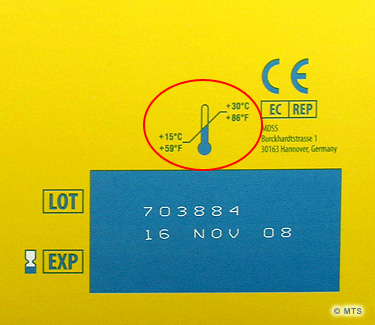 CE
+30°C
+86°F
EC REP
+15°C
+59°F
MDSS
Burckhardtstrasse 1
30163 Hannover, Germany
LOT
703884
16 NOV 08
EXP
© MTS